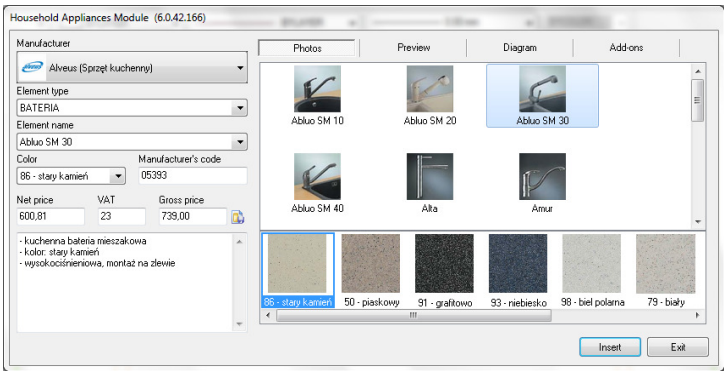 Household Appliances Module (6.0.42.166)
Manufacturer
ALVEUS Alveus (Sprzęt kuchenny)
Element type
BATERIA
Element name
Abluo SM 30
Color Manufacturer's code
86 - stary kamień 05393
Net price VAT Gross price
600,81 23 739,00
- kuchenna bateria mieszakowa
- kolor: stary kamień
- wysokociśnieniowa, montaż na zlewie
Photos Preview Diagram Add-ons
Abluo SM 10 Abluo SM 20 Abluo SM 30
Abluo SM 40 Alta Amur
86 - stary kamień 50 - piaskowy 91 - grafitowo 93 - niebiesko 98 - biel polarna 79 - biały
Insert Exit